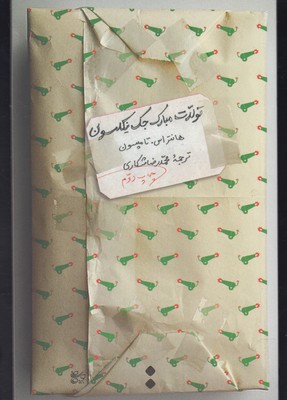 تولدت مبارک جک نیکلسون
هانتر اس. تامپسون
ترجمهٔ محمدرضا شکاری
چاپ دوم